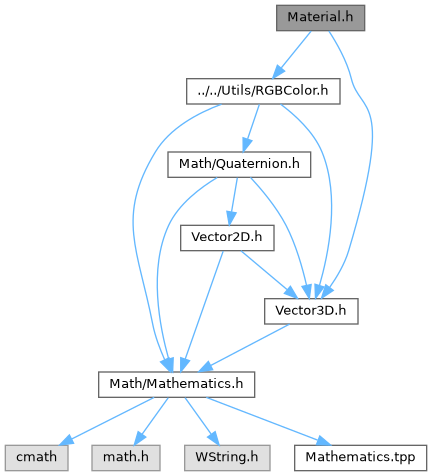 Material.h
../../Utils/RGBColor.h
Math/Quaternion.h
Vector2D.h
Vector3D.h
Math/Mathematics.h
cmath
math.h
WString.h
Mathematics.tpp